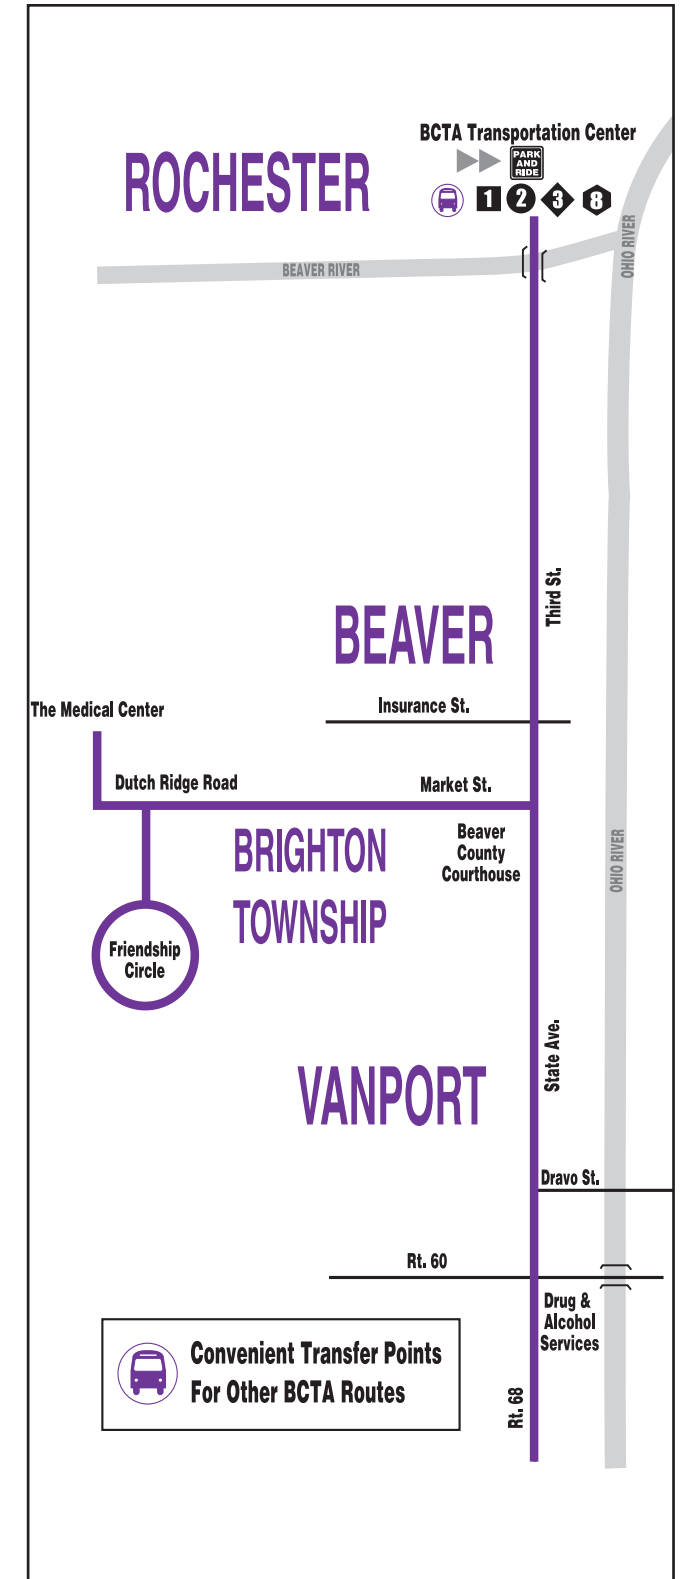 BCTA Transportation Center
PARK
AND
RIDE
1 2 3 8
ROCHESTER
BEAVER RIVER
OHIO RIVER
Third St.
BEAVER
Insurance St.
The Medical Center
Dutch Ridge Road
Market St.
Beaver
County
Courthouse
BRIGHTON
TOWNSHIP
OHIO RIVER
Friendship
Circle
State Ave.
VANPORT
Dravo St.
Rt. 60
Drug &
Alcohol
Services
Convenient Transfer Points
For Other BCTA Routes
Rt. 68